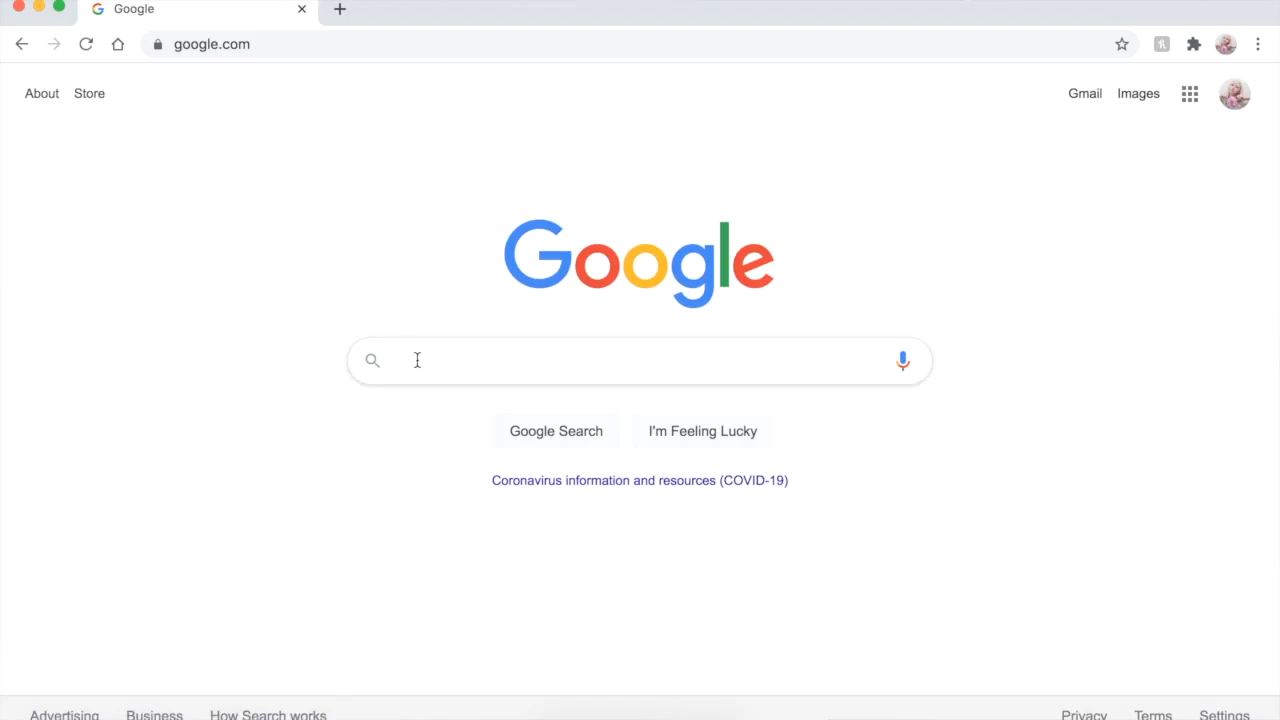 Google
google.com
About Store Gmail Images
Google
Google Search I'm Feeling Lucky
Coronavirus information and resources (COVID-19)
Advertising Business How Search works Privacy Terms Settings